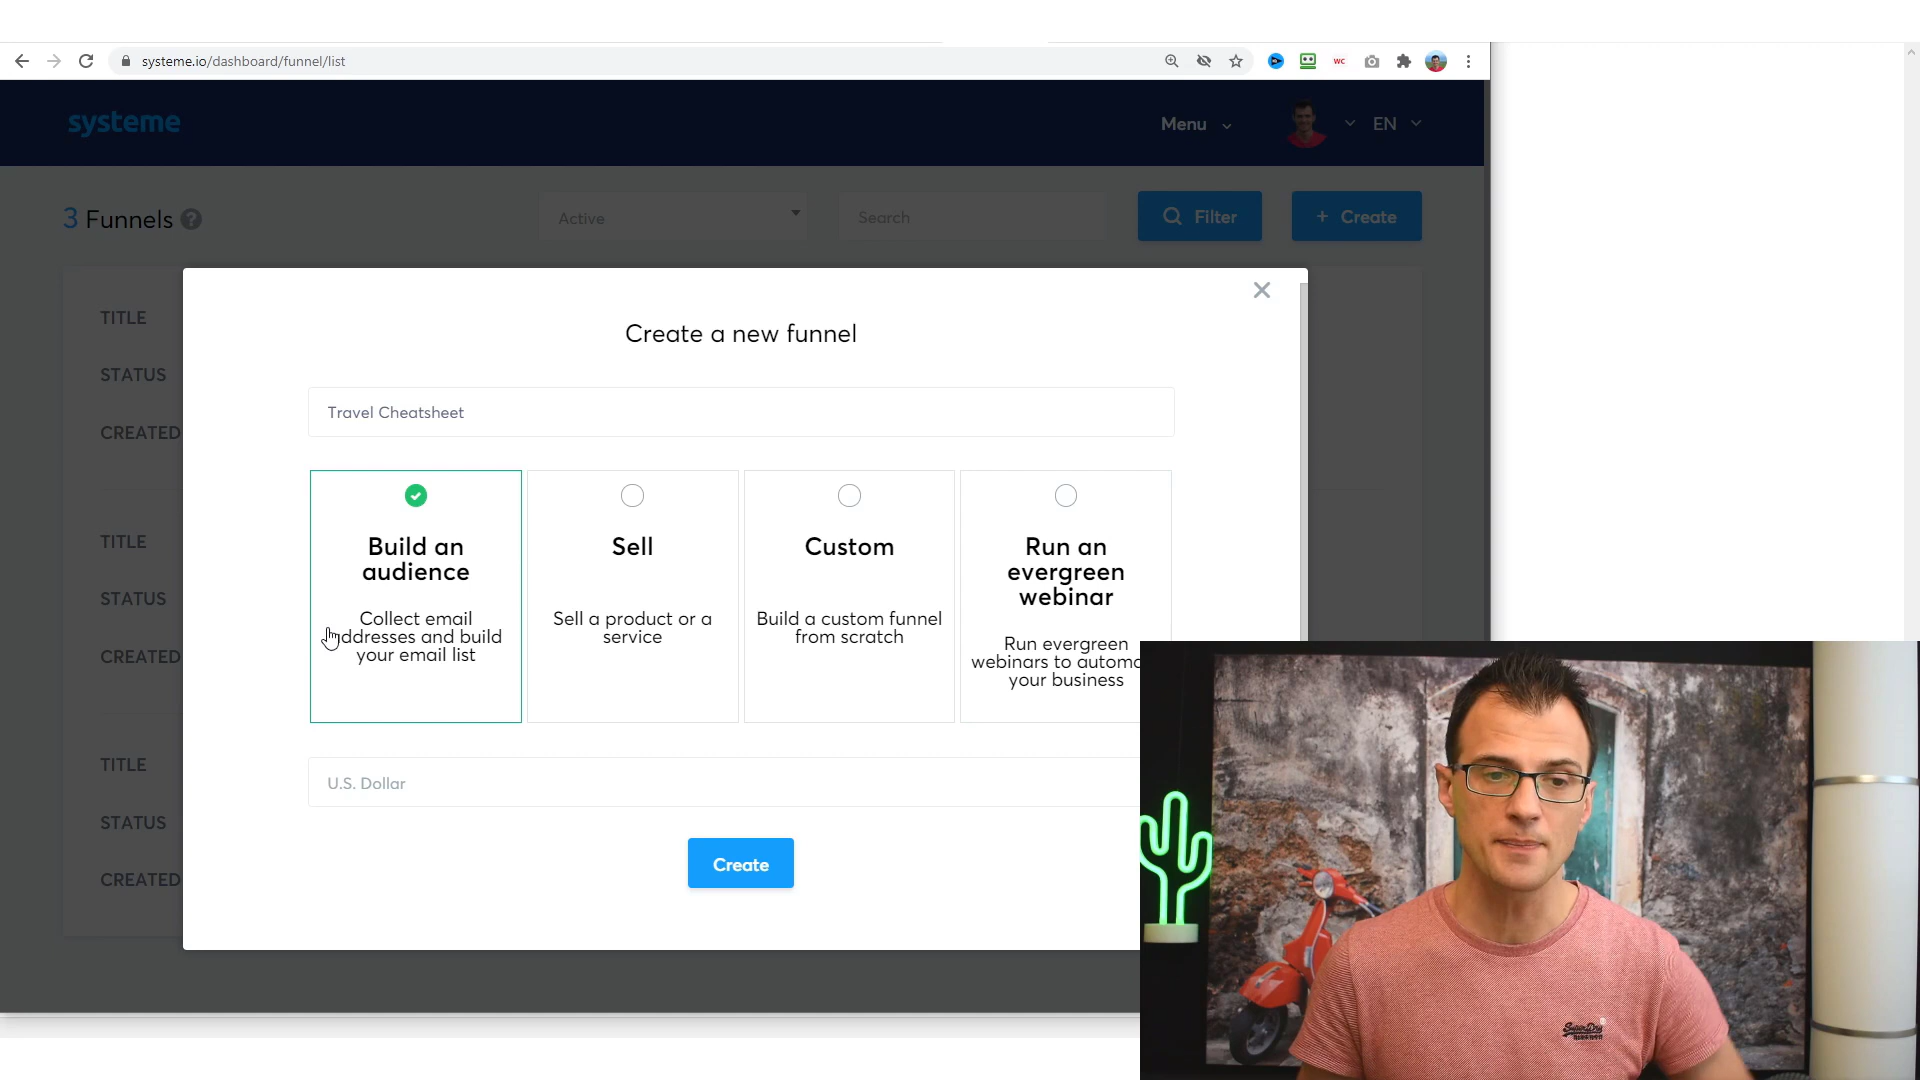 systeme.io/dashboard/funnel/list
WC
systeme
Menu
EN
3 Funnels ?
Active
Search
Filter
+ Create
TITLE
STATUS
CREATED
TITLE
STATUS
CREATED
TITLE
STATUS
CREATED
Create a new funnel
Travel Cheatsheet
Build an
audience
Collect email
addresses and build
your email list
Sell
Sell a product or a
service
Custom
Build a custom funnel
from scratch
Run an
evergreen
webinar
Run evergreen
webinars to automa
your business
U.S. Dollar
Create
SuperDry